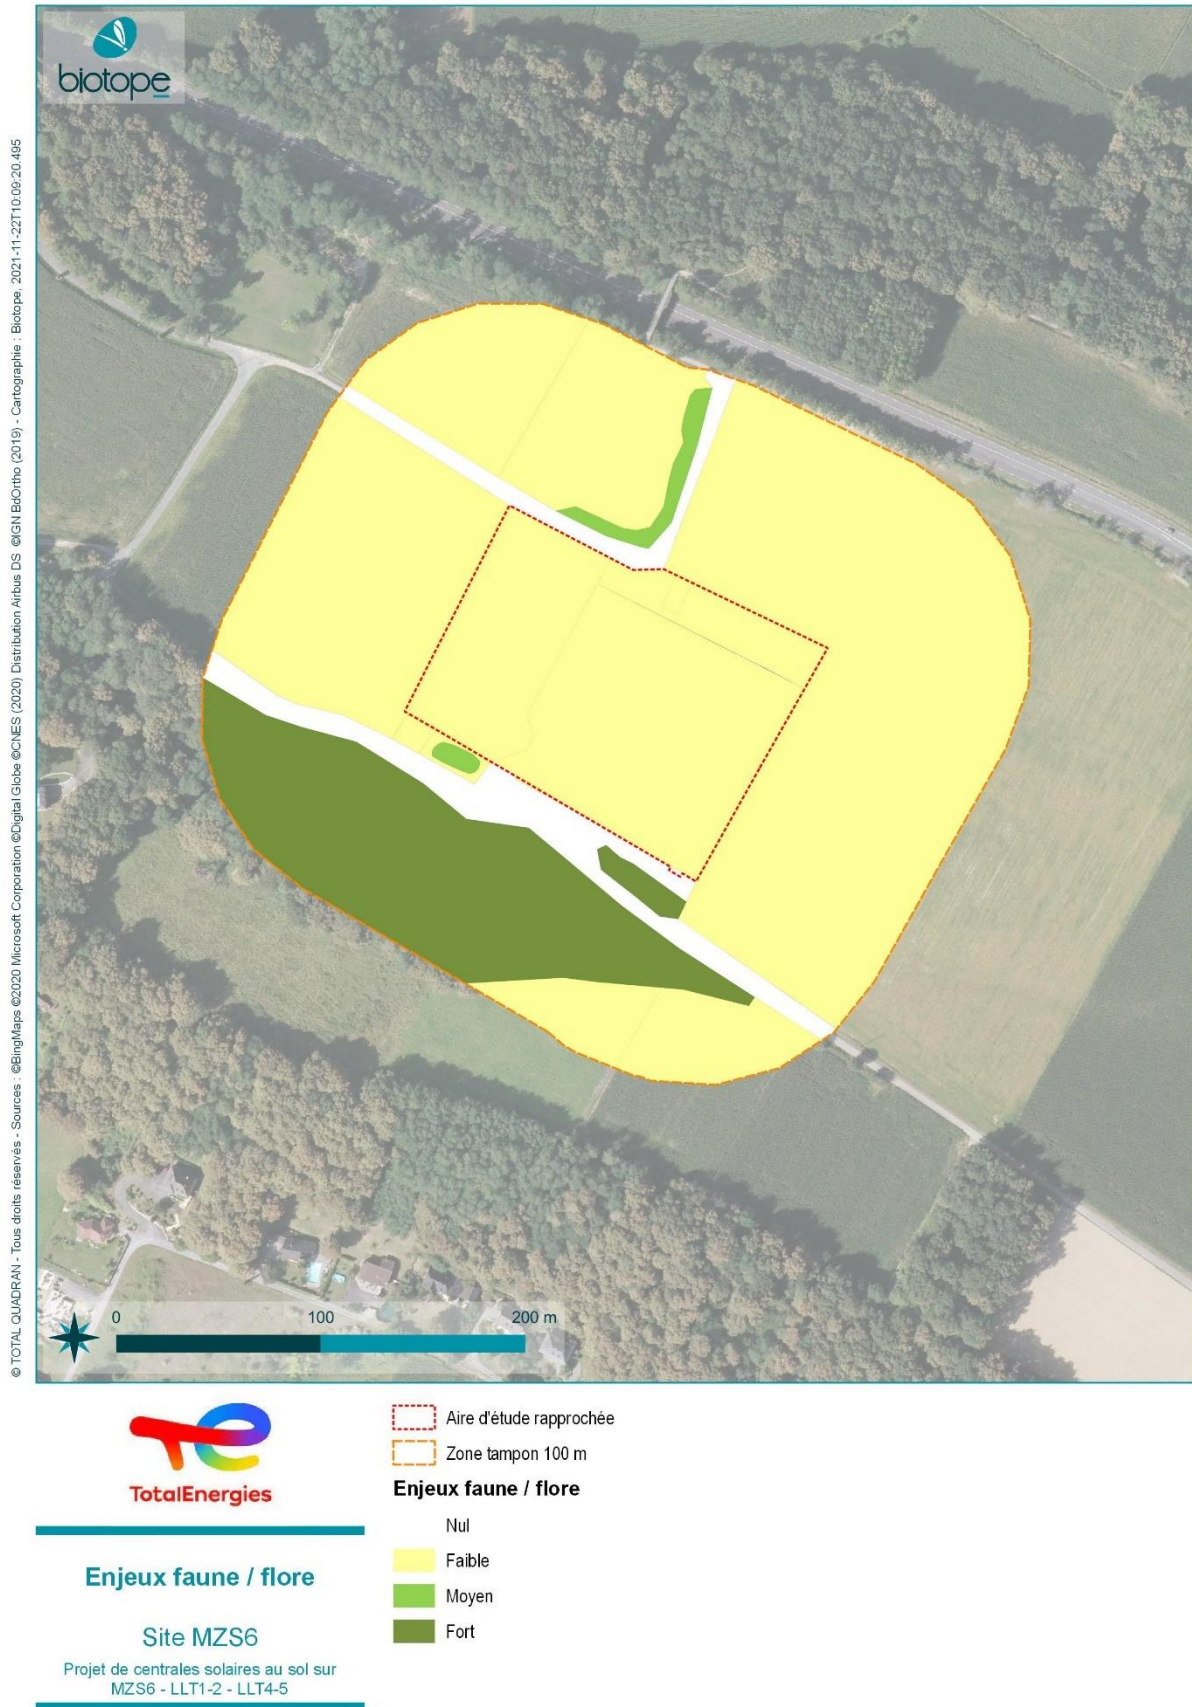 biotope
© TOTAL QUADRAN - Tous droits réservés - Sources : ©BingMaps ©2020 Microsoft Corporation ©Digital Globe ©CNES (2020) Distribution Airbus DS ©IGN BdOrtho (2019) - Cartographie : Biotope, 2021-11-22T10:09:20.495
0 100 200 m
TotalEnergies
Enjeux faune / flore
Site MZS6
Projet de centrales solaires au sol sur
MZS6 - LLT1-2 - LLT4-5
Aire d'étude rapprochée
Zone tampon 100 m
Enjeux faune / flore
Nul
Faible
Moyen
Fort